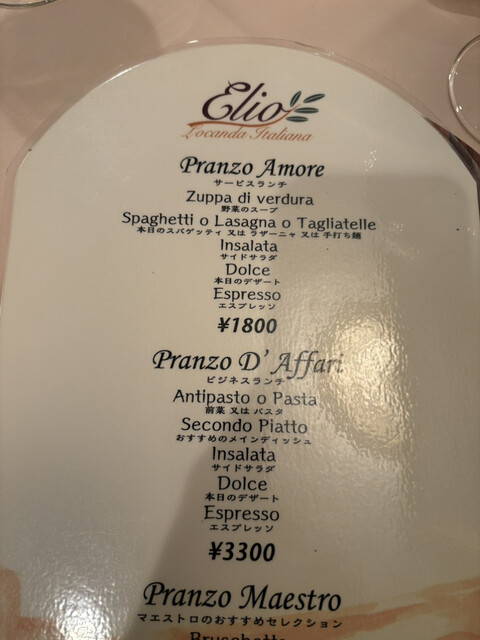 Elio
Locanda Italiana
Pranzo Amore
サービスランチ
Zuppa di verdura
野菜のスープ
Spaghetti o Lasagna o Tagliatelle
本日のスパゲッティ 又は ラザーニャ 又は 手打ち麺
Insalata
サイドサラダ
Dolce
本日のデザート
Espresso
エスプレッソ
¥1800
Pranzo D' Affari
ビジネスランチ
Antipasto o Pasta
前菜 又は パスタ
Secondo Piatto
おすすめのメインディッシュ
Insalata
サイドサラダ
Dolce
本日のデザート
Espresso
エスプレッソ
¥3300
Pranzo Maestro
マエストロのおすすめセレクション
Bruschetta